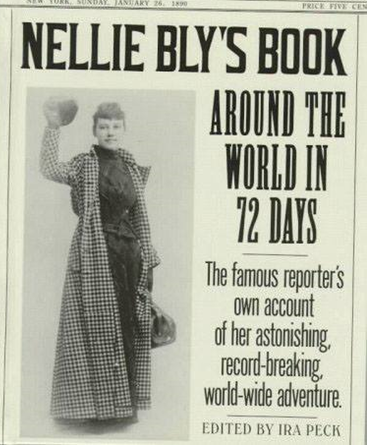 NEW YORK, SUNDAY, JANUARY 26, 1890
PRICE FIVE CEN
NELLIE BLY'S BOOK
AROUND THE
WORLD IN
72 DAYS
The famous reporter's
own account
of her astonishing,
record-breaking,
world-wide adventure.
EDITED BY IRA PECK